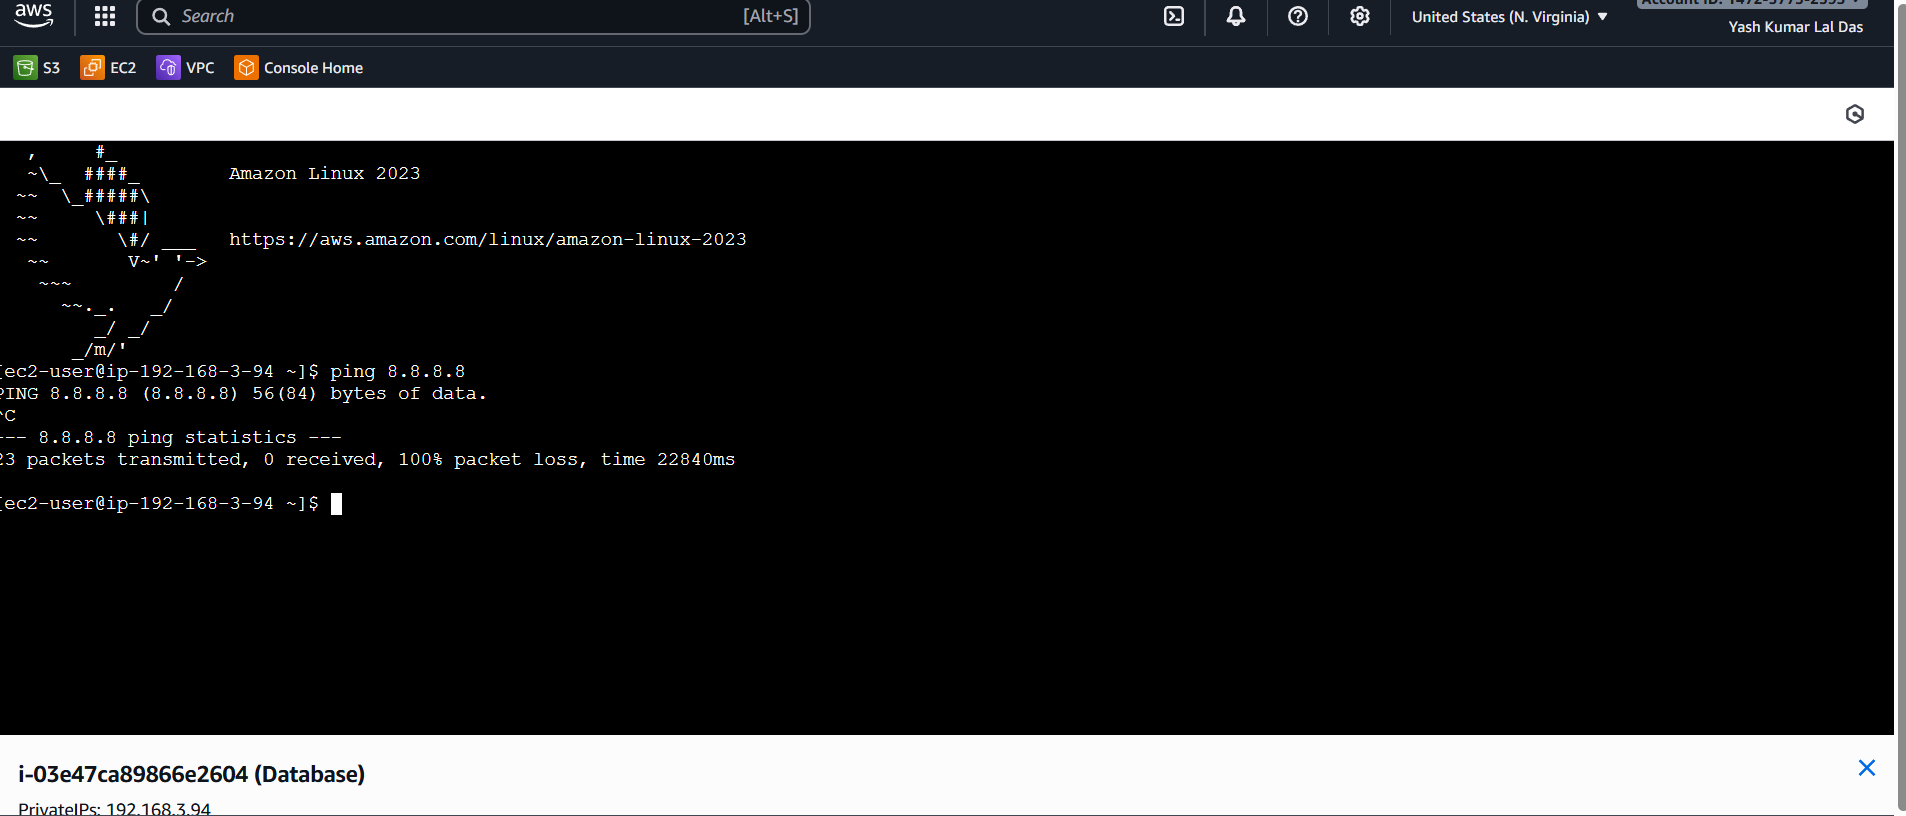 aws
Search [Alt+S]
United States (N. Virginia)
Yash Kumar Lal Das
S3 EC2 VPC Console Home
   ,     #_
   ~\_  ####_        Amazon Linux 2023
  ~~  \_#####\
  ~~     \###|
  ~~       \#/ ___   https://aws.amazon.com/linux/amazon-linux-2023
   ~~       V~' '->
    ~~~         /
      ~~._.   _/
         _/ _/
       _/m/'
[ec2-user@ip-192-168-3-94 ~]$ ping 8.8.8.8
PING 8.8.8.8 (8.8.8.8) 56(84) bytes of data.
^C
--- 8.8.8.8 ping statistics ---
23 packets transmitted, 0 received, 100% packet loss, time 22840ms
[ec2-user@ip-192-168-3-94 ~]$
i-03e47ca89866e2604 (Database)
PrivateIPs: 192.168.3.94